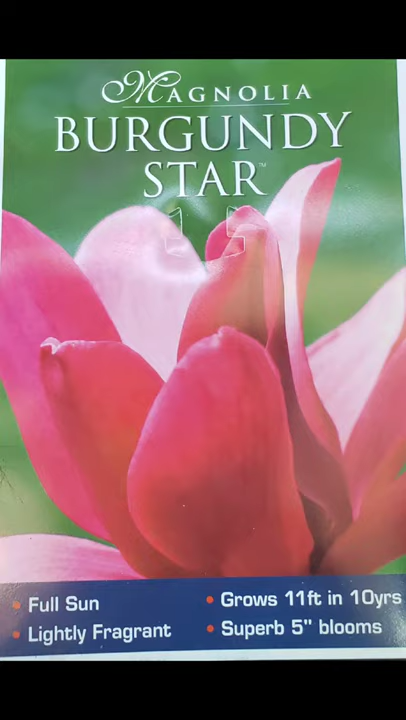 MAGNOLIA
BURGUNDY
STAR™
• Full Sun
• Lightly Fragrant
• Grows 11ft in 10yrs
• Superb 5" blooms